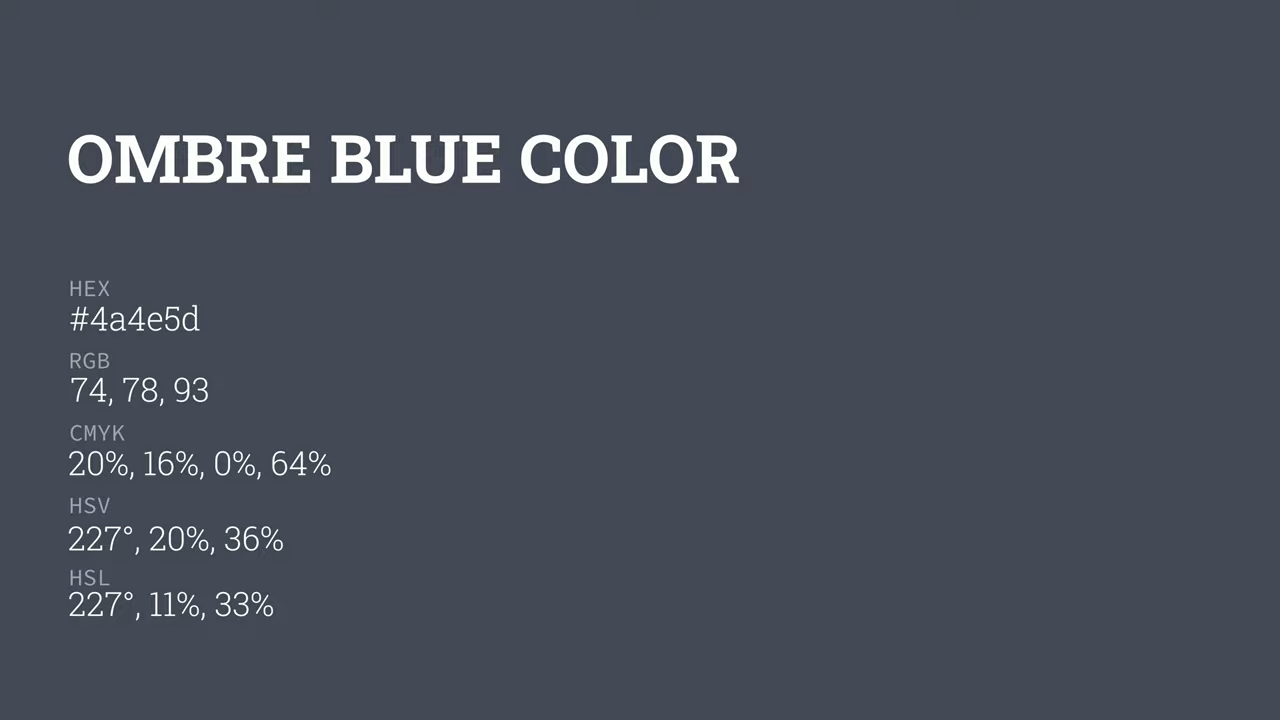 OMBRE BLUE COLOR
HEX
#4a4e5d
RGB
74, 78, 93
CMYK
20%, 16%, 0%, 64%
HSV
227°, 20%, 36%
HSL
227°, 11%, 33%